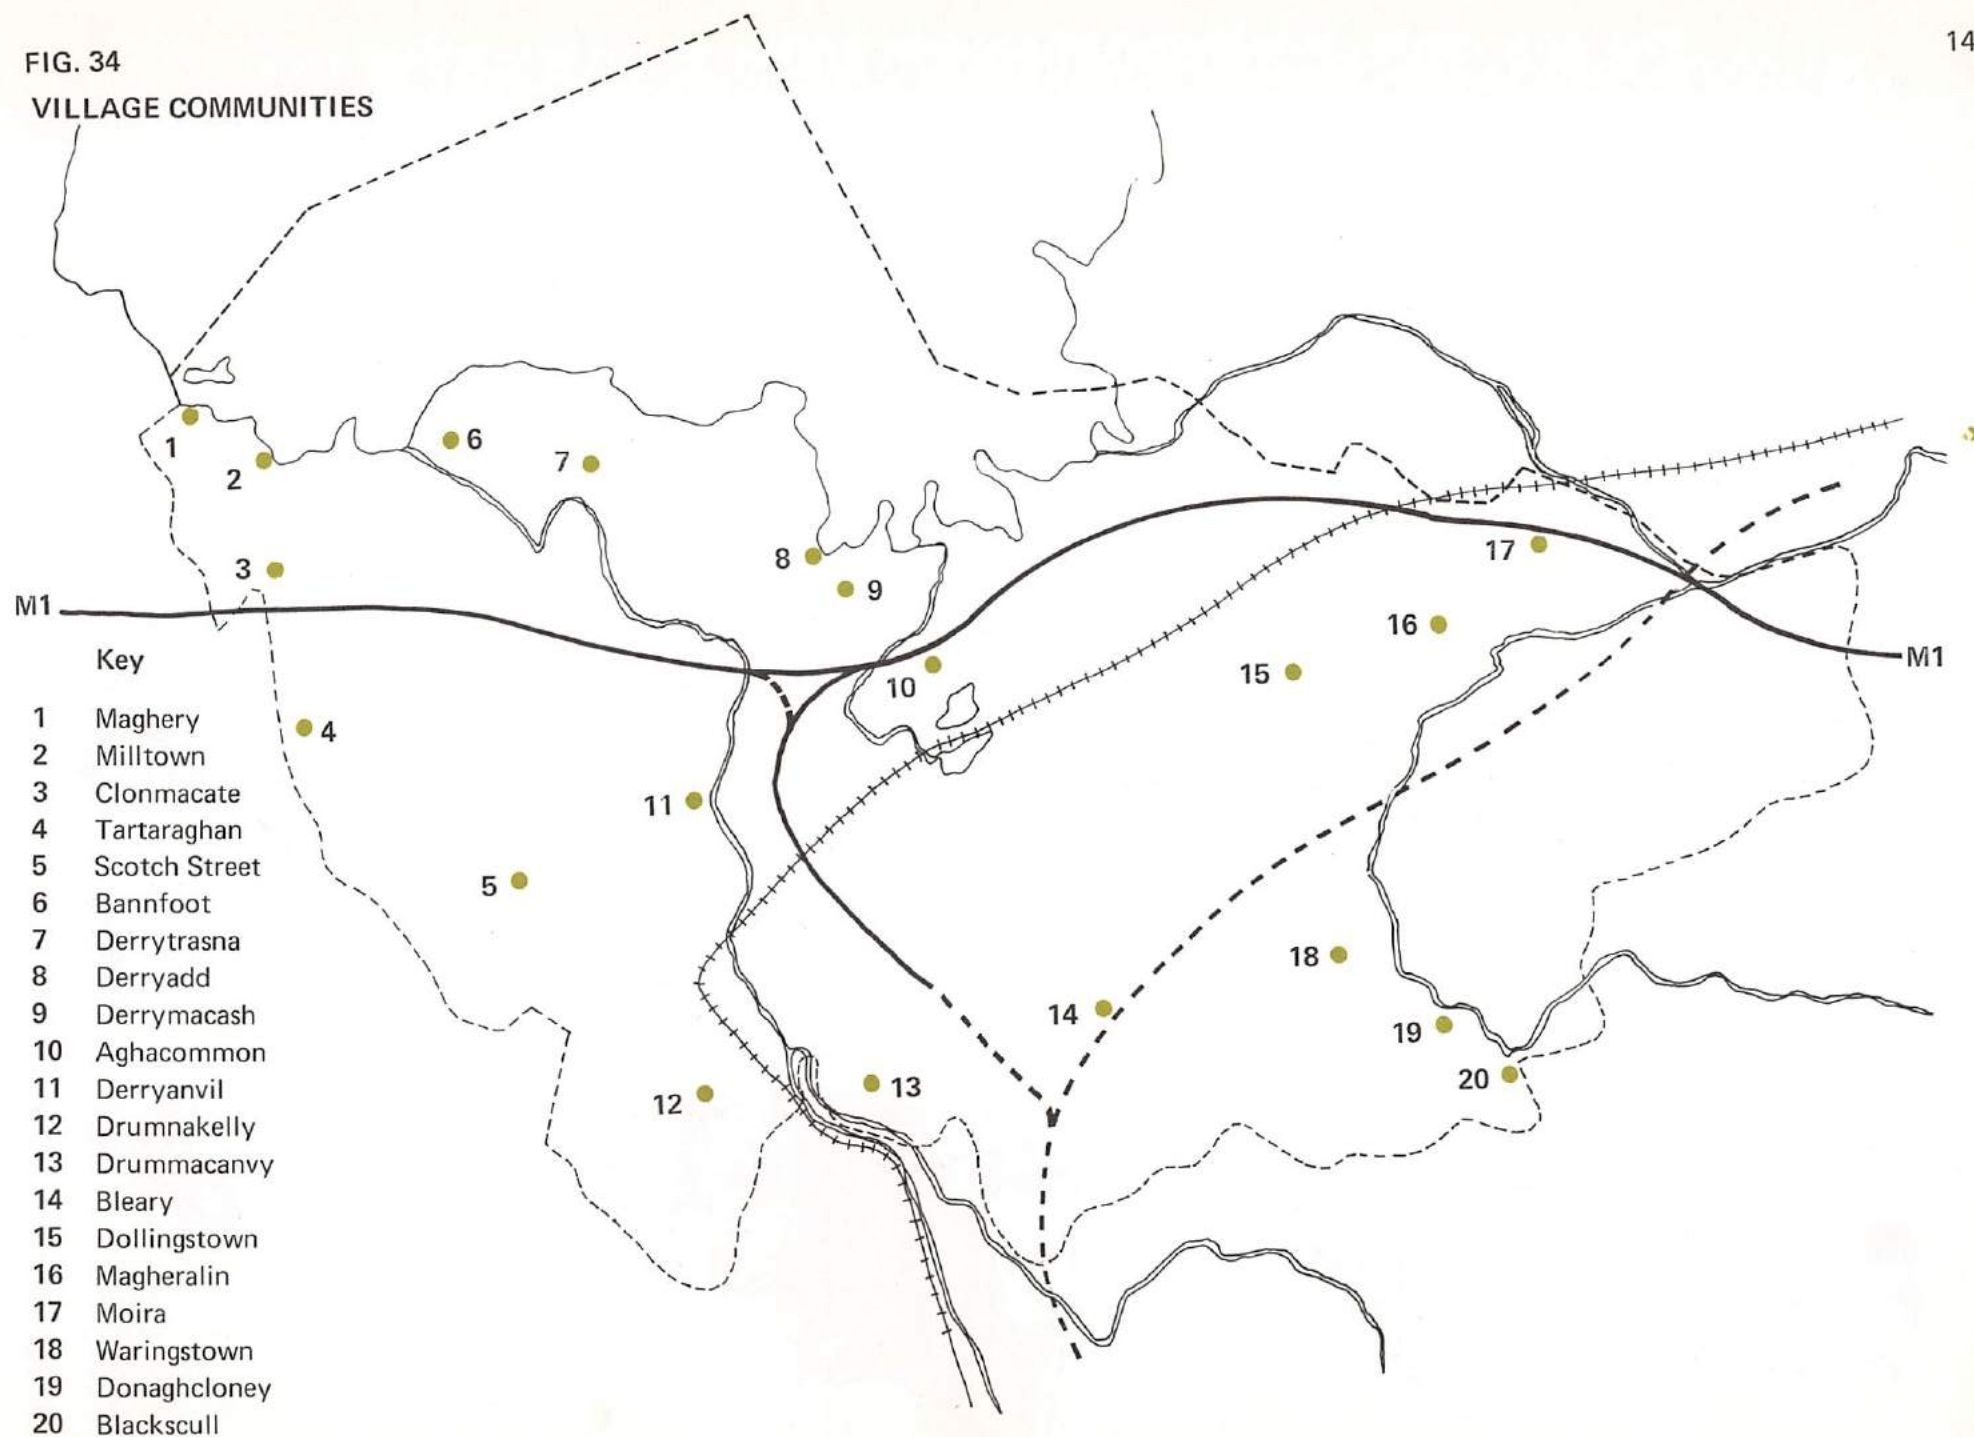 14
FIG. 34
VILLAGE COMMUNITIES
1
2
3
4
5
6
7
8
9
10
11
12
13
14
15
16
17
18
19
20
M1
M1
Key
1 Maghery
2 Milltown
3 Clonmacate
4 Tartaraghan
5 Scotch Street
6 Bannfoot
7 Derrytrasna
8 Derryadd
9 Derrymacash
10 Aghacommon
11 Derryanvil
12 Drumnakelly
13 Drummacanvy
14 Bleary
15 Dollingstown
16 Magheralin
17 Moira
18 Waringstown
19 Donaghcloney
20 Blackscull